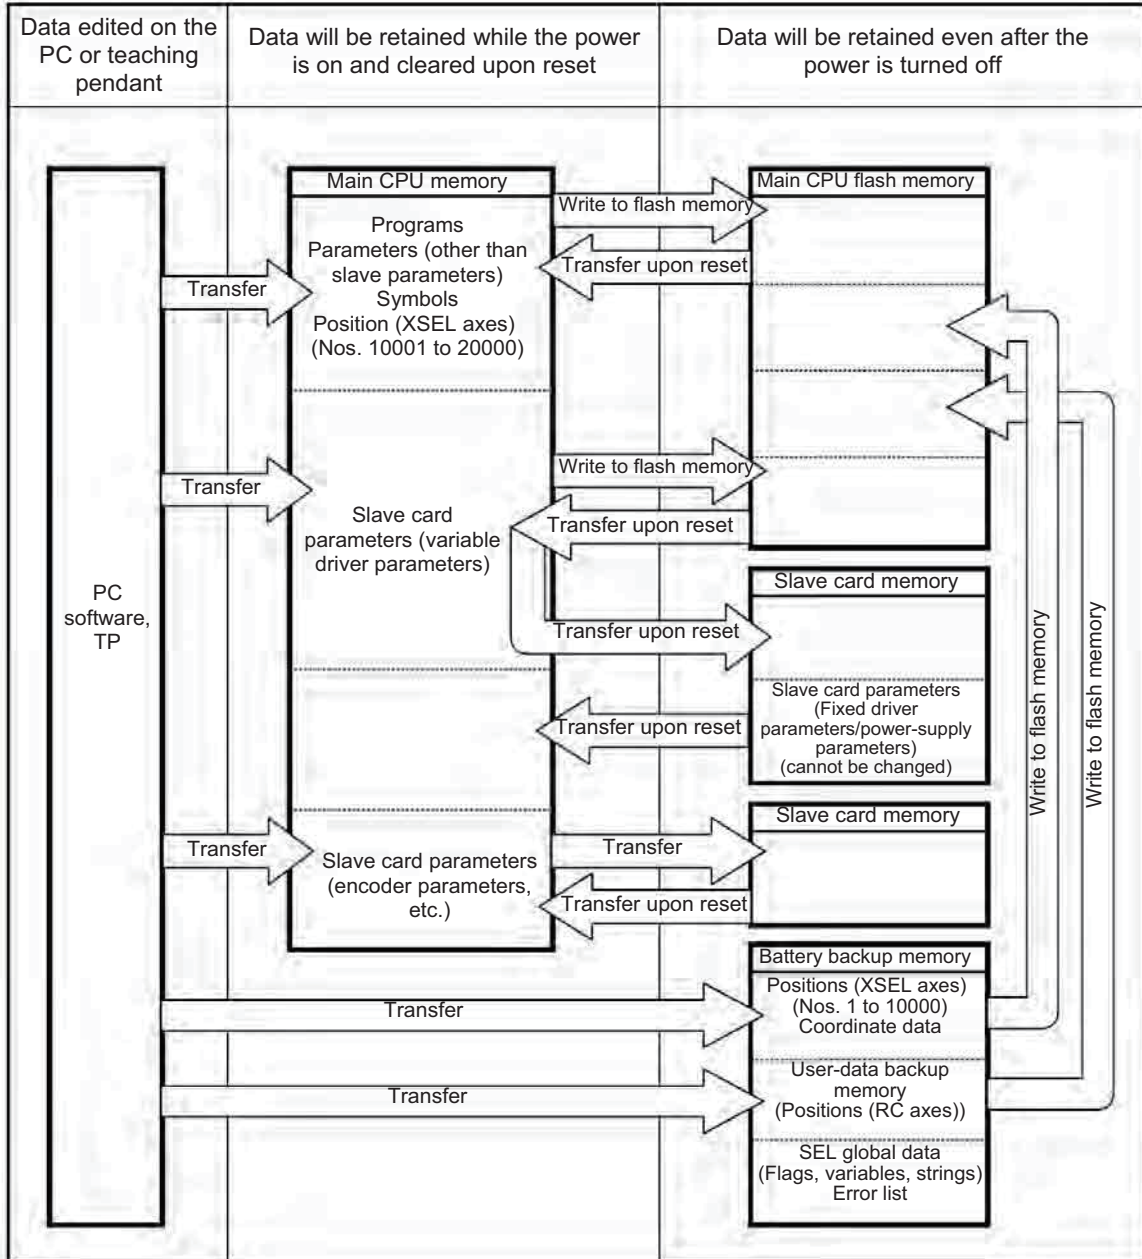 Data edited on the
PC or teaching
pendant
Data will be retained while the power
is on and cleared upon reset
Data will be retained even after the
power is turned off
PC
software,
TP
Transfer
Transfer
Transfer
Main CPU memory
Programs
Parameters (other than
slave parameters)
Symbols
Position (XSEL axes)
(Nos. 10001 to 20000)
Slave card
parameters (variable
driver parameters)
Slave card parameters
(encoder parameters,
etc.)
Write to flash memory
Transfer upon reset
Write to flash memory
Transfer upon reset
Transfer upon reset
Transfer upon reset
Transfer
Transfer upon reset
Transfer
Transfer
Main CPU flash memory
Slave card memory
Slave card parameters
(Fixed driver
parameters/power-supply
parameters)
(cannot be changed)
Slave card memory
Battery backup memory
Positions (XSEL axes)
(Nos. 1 to 10000)
Coordinate data
User-data backup
memory
(Positions (RC axes))
SEL global data
(Flags, variables, strings)
Error list
Write to flash memory
Write to flash memory